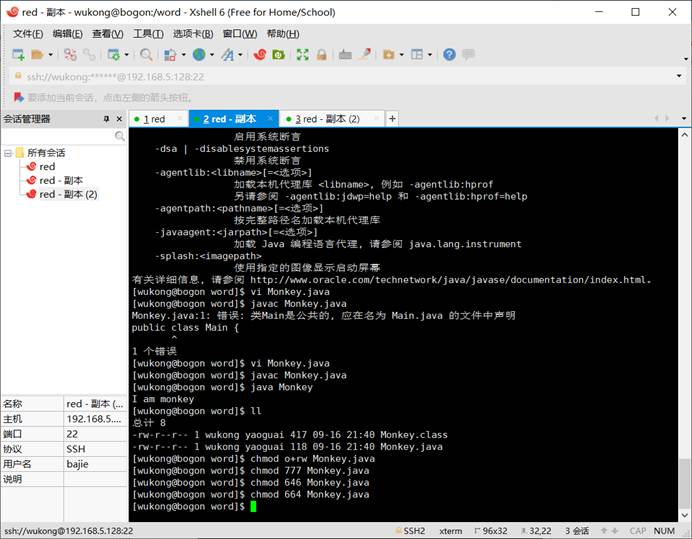 red - 副本 - wukong@bogon:/word - Xshell 6 (Free for Home/School)
文件(F) 编辑(E) 查看(V) 工具(T) 选项卡(B) 窗口(W) 帮助(H)
新建 打开
ssh://wukong:******@192.168.5.128:22
要添加当前会话，点击左侧的箭头按钮。
会话管理器
1 red
2 red - 副本
3 red - 副本 (2)
所有会话
red
red - 副本
red - 副本 (2)
启用系统断言
-dsa | -disablesystemassertions
禁用系统断言
-agentlib:<libname>[=<选项>]
加载本机代理库 <libname>, 例如 -agentlib:hprof
另请参阅 -agentlib:jdwp=help 和 -agentlib:hprof=help
-agentpath:<pathname>[=<选项>]
按完整路径名加载本机代理库
-javaagent:<jarpath>[=<选项>]
加载 Java 编程语言代理, 请参阅 java.lang.instrument
-splash:<imagepath>
使用指定的图像显示启动屏幕
有关详细信息, 请参阅 http://www.oracle.com/technetwork/java/javase/documentation/index.html。
[wukong@bogon word]$ vi Monkey.java
[wukong@bogon word]$ javac Monkey.java
Monkey.java:1: 错误: 类Main是公共的, 应在名为 Main.java 的文件中声明
public class Main {
^
1 个错误
[wukong@bogon word]$ vi Monkey.java
[wukong@bogon word]$ javac Monkey.java
[wukong@bogon word]$ java Monkey
I am monkey
[wukong@bogon word]$ ll
总计 8
-rw-r--r-- 1 wukong yaoguai 417 09-16 21:40 Monkey.class
-rw-r--r-- 1 wukong yaoguai 118 09-16 21:40 Monkey.java
[wukong@bogon word]$ chmod o+rw Monkey.java
[wukong@bogon word]$ chmod 777 Monkey.java
[wukong@bogon word]$ chmod 646 Monkey.java
[wukong@bogon word]$ chmod 664 Monkey.java
[wukong@bogon word]$
名称 red - 副本 (...
主机 192.168.5....
端口 22
协议 SSH
用户名 bajie
说明
ssh://wukong@192.168.5.128:22 SSH2 xterm 96x32 32,22 3 会话 CAP NUM